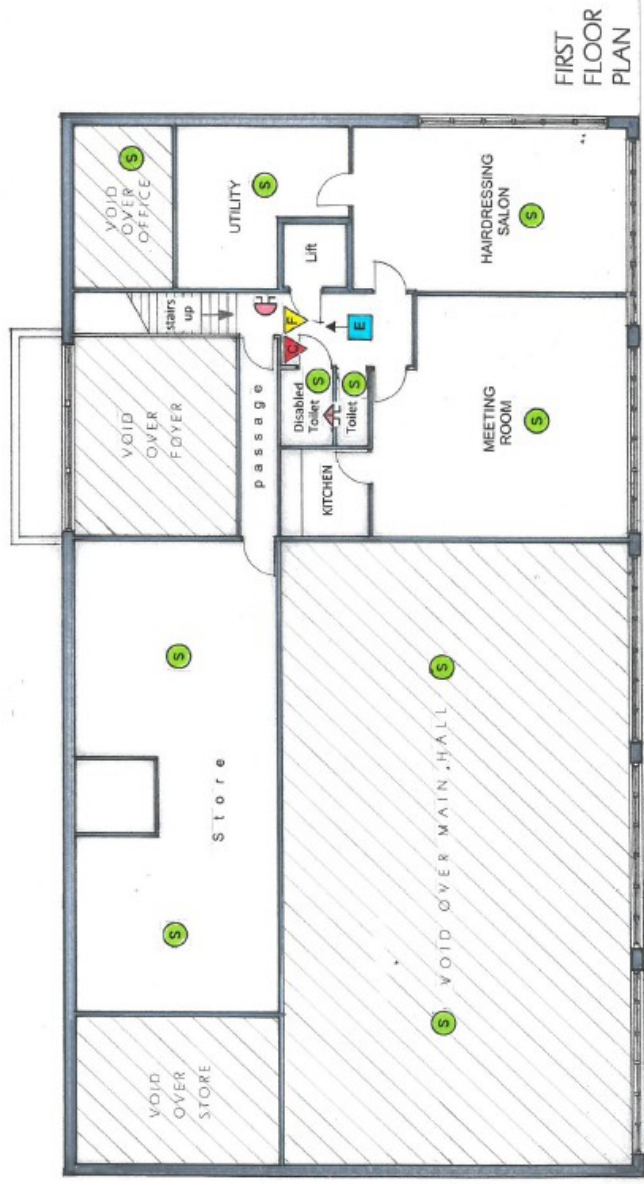 FIRST
FLOOR
PLAN
VOID
OVER
STORE
S
S
Store
VOID
OVER
FOYER
passage
stairs
up
VOID
OVER
OFFICE
S
UTILITY
S
Lift
F
C
E
Disabled
Toilet
S
Toilet
S
KITCHEN
MEETING
ROOM
S
HAIRDRESSING
SALON
S
S
VOID OVER MAIN HALL
S